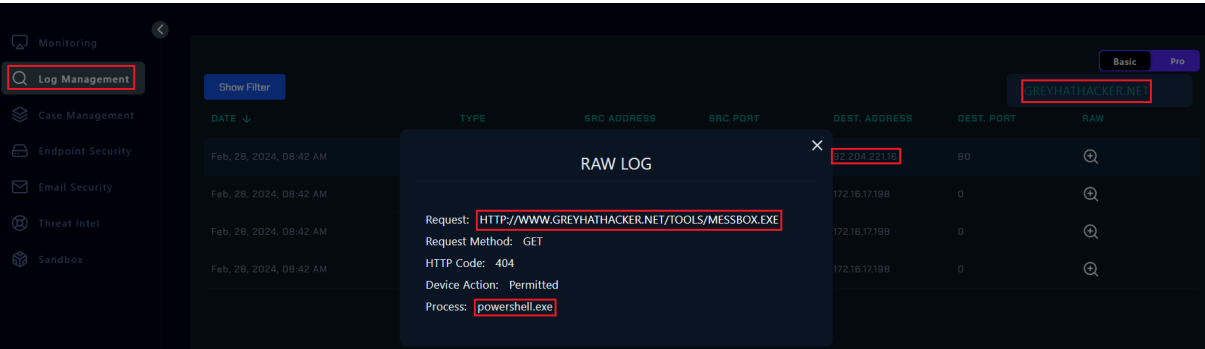 Monitoring
Log Management
Case Management
Endpoint Security
Email Security
Threat Intel
Sandbox
Basic Pro
Show Filter
GREYHATHACKER.NET
DATE TYPE SRC ADDRESS SRC PORT DEST. ADDRESS DEST. PORT RAW
Feb, 28, 2024, 08:42 AM 92.204.221.16 80
Feb, 28, 2024, 08:42 AM 172.16.17.198 0
Feb, 28, 2024, 08:42 AM 172.16.17.198 0
Feb, 28, 2024, 08:42 AM 172.16.17.198 0
RAW LOG
Request: HTTP://WWW.GREYHATHACKER.NET/TOOLS/MESSBOX.EXE
Request Method: GET
HTTP Code: 404
Device Action: Permitted
Process: powershell.exe